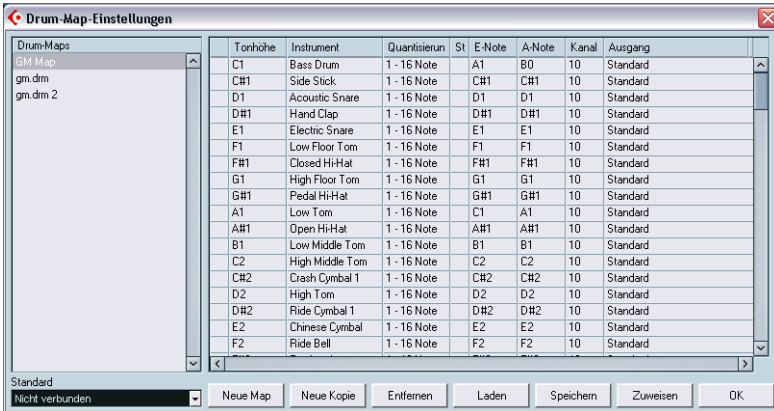 Drum-Map-Einstellungen
Drum-Maps
GM Map
gm.drm
gm.drm 2
Tonhöhe Instrument Quantisierun St E-Note A-Note Kanal Ausgang
C1 Bass Drum 1 - 16 Note A1 B0 10 Standard
C#1 Side Stick 1 - 16 Note C#1 C#1 10 Standard
D1 Acoustic Snare 1 - 16 Note D1 D1 10 Standard
D#1 Hand Clap 1 - 16 Note D#1 D#1 10 Standard
E1 Electric Snare 1 - 16 Note E1 E1 10 Standard
F1 Low Floor Tom 1 - 16 Note F1 F1 10 Standard
F#1 Closed Hi-Hat 1 - 16 Note F#1 F#1 10 Standard
G1 High Floor Tom 1 - 16 Note G1 G1 10 Standard
G#1 Pedal Hi-Hat 1 - 16 Note G#1 G#1 10 Standard
A1 Low Tom 1 - 16 Note C1 A1 10 Standard
A#1 Open Hi-Hat 1 - 16 Note A#1 A#1 10 Standard
B1 Low Middle Tom 1 - 16 Note B1 B1 10 Standard
C2 High Middle Tom 1 - 16 Note C2 C2 10 Standard
C#2 Crash Cymbal 1 1 - 16 Note C#2 C#2 10 Standard
D2 High Tom 1 - 16 Note D2 D2 10 Standard
D#2 Ride Cymbal 1 1 - 16 Note D#2 D#2 10 Standard
E2 Chinese Cymbal 1 - 16 Note E2 E2 10 Standard
F2 Ride Bell 1 - 16 Note F2 F2 10 Standard
Standard
Nicht verbunden
Neue Map Neue Kopie Entfernen Laden Speichern Zuweisen OK